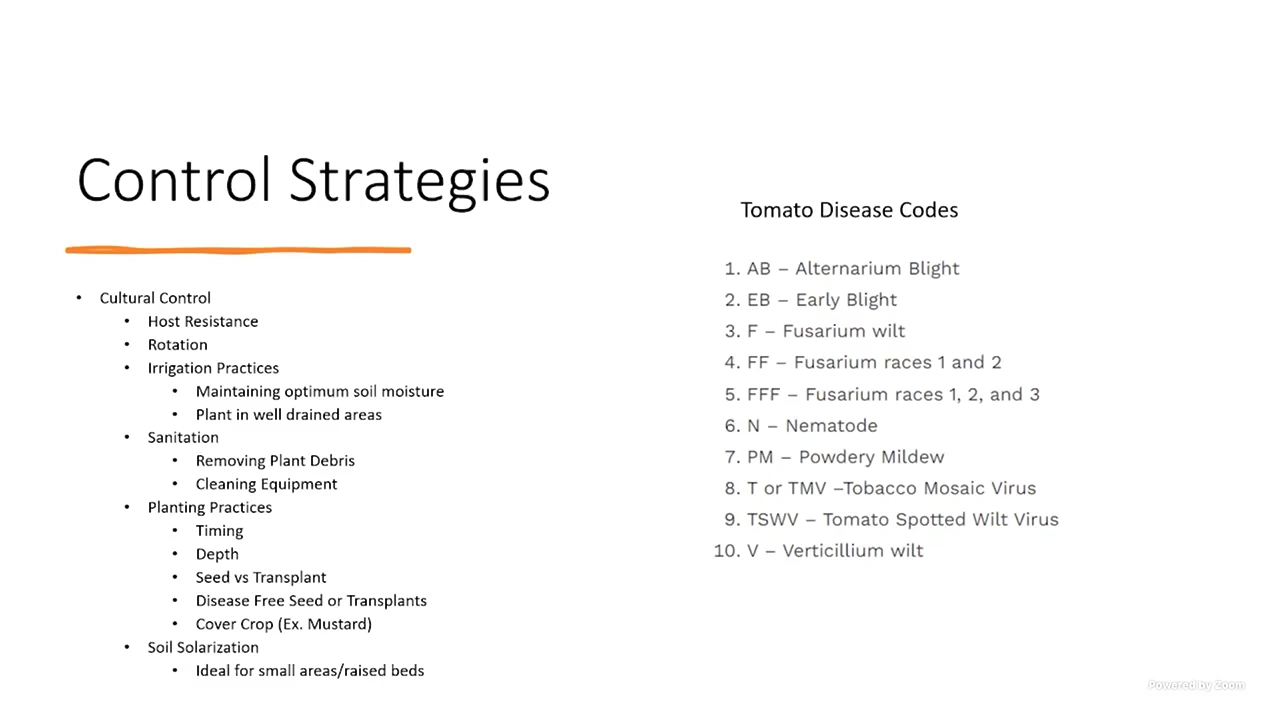 Control Strategies
• Cultural Control
• Host Resistance
• Rotation
• Irrigation Practices
• Maintaining optimum soil moisture
• Plant in well drained areas
• Sanitation
• Removing Plant Debris
• Cleaning Equipment
• Planting Practices
• Timing
• Depth
• Seed vs Transplant
• Disease Free Seed or Transplants
• Cover Crop (Ex. Mustard)
• Soil Solarization
• Ideal for small areas/raised beds
Tomato Disease Codes
1. AB – Alternarium Blight
2. EB – Early Blight
3. F – Fusarium wilt
4. FF – Fusarium races 1 and 2
5. FFF – Fusarium races 1, 2, and 3
6. N – Nematode
7. PM – Powdery Mildew
8. T or TMV –Tobacco Mosaic Virus
9. TSWV – Tomato Spotted Wilt Virus
10. V – Verticillium wilt
Powered by Zoom